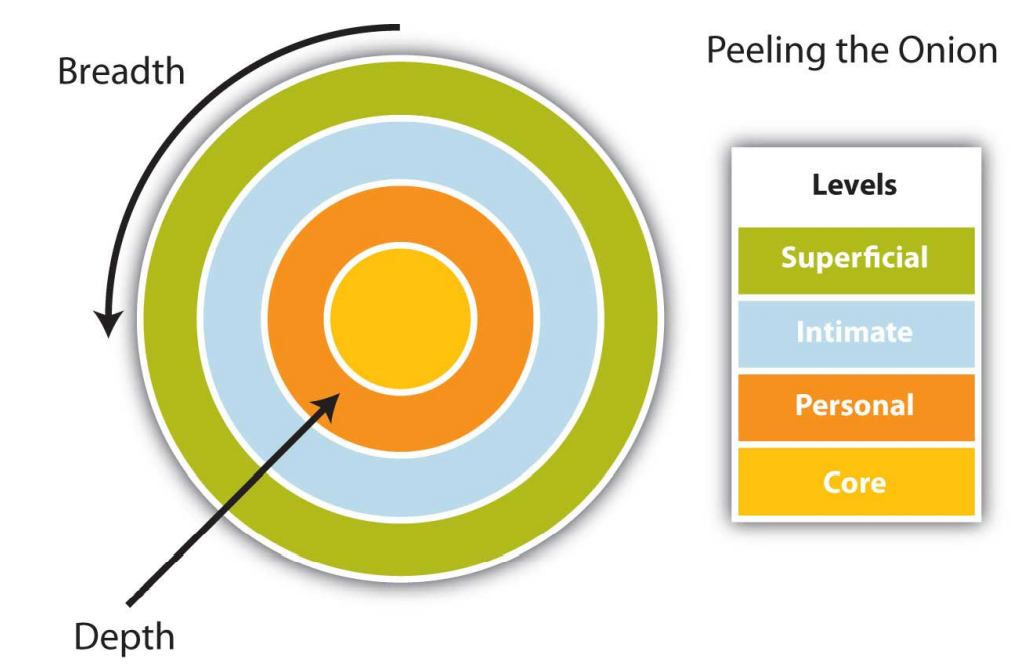 Peeling the Onion
Breadth
Levels
Superficial
Intimate
Personal
Core
Depth